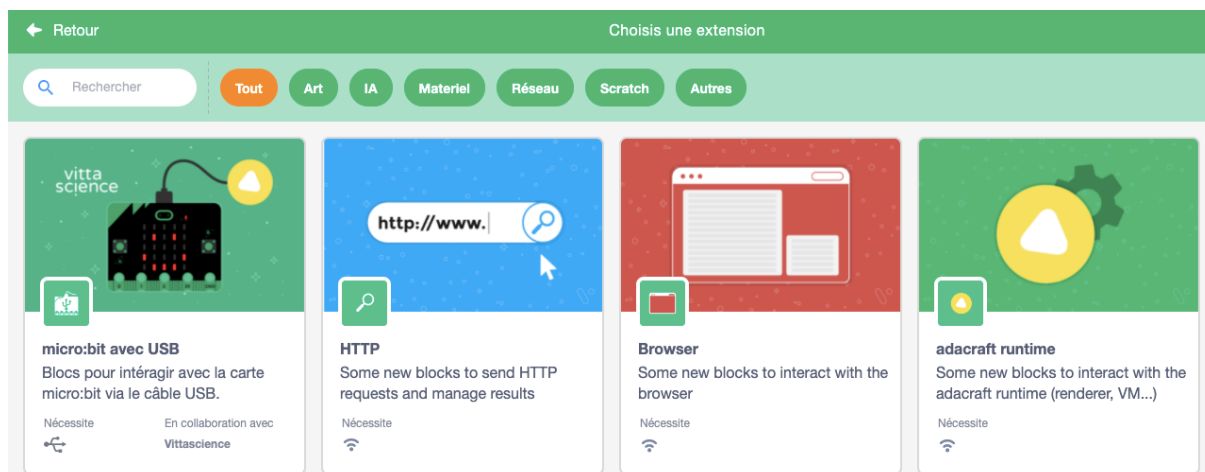 Retour
Choisis une extension
Rechercher
Tout
Art
IA
Materiel
Réseau
Scratch
Autres
vitta
science
micro:bit avec USB
Blocs pour intéragir avec la carte
micro:bit via le câble USB.
Nécessite
En collaboration avec
Vittascience
http://www.
HTTP
Some new blocks to send HTTP
requests and manage results
Nécessite
Browser
Some new blocks to interact with the
browser
Nécessite
adacraft runtime
Some new blocks to interact with the
adacraft runtime (renderer, VM...)
Nécessite